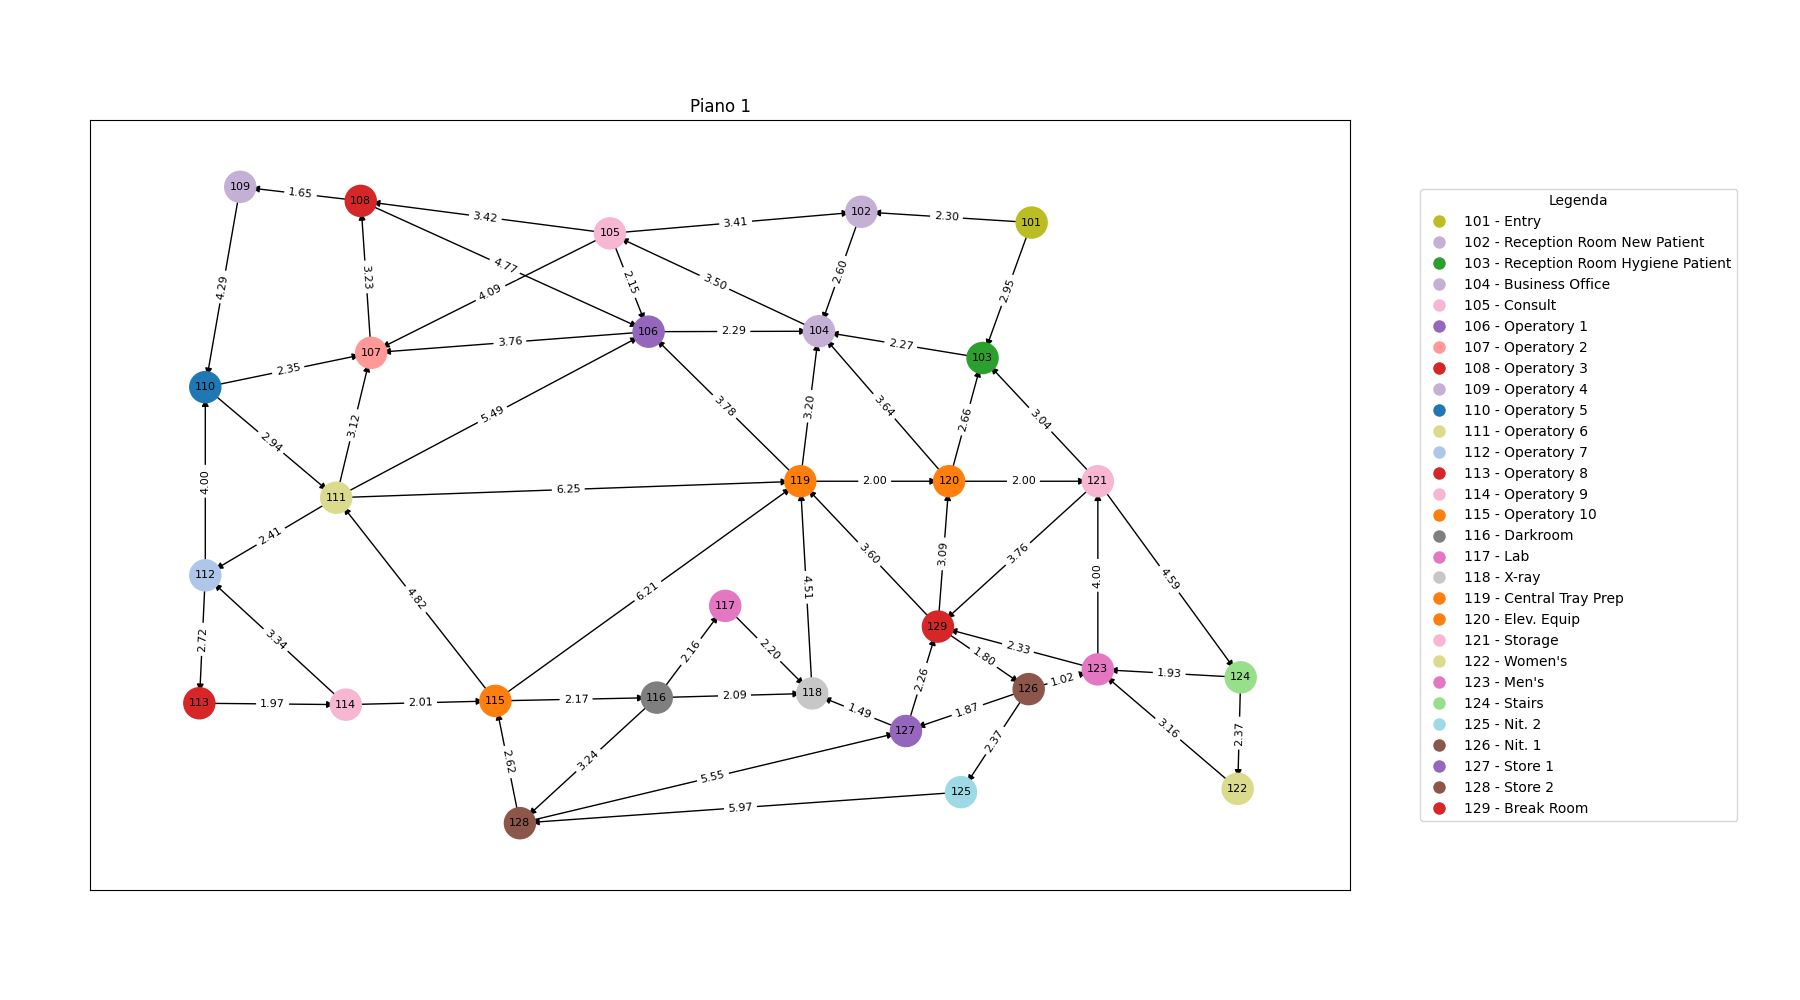 Piano 1
109
1.65
108
3.42
105
3.41
102
2.30
101
4.29
3.23
4.77
4.09
2.15
3.50
2.60
2.95
110
2.35
107
3.76
106
2.29
104
2.27
103
2.94
3.12
5.49
3.78
3.20
3.64
2.66
3.04
4.00
111
6.25
119
2.00
120
2.00
121
2.41
112
4.82
6.21
4.51
3.60
3.09
3.76
4.00
4.59
2.72
3.34
117
2.16
2.20
129
2.33
1.80
2.26
1.02
123
1.93
124
113
1.97
114
2.01
115
2.17
116
2.09
118
1.49
127
1.87
126
2.37
3.16
2.37
2.62
3.24
5.55
5.97
128
125
122
Legenda
101 - Entry
102 - Reception Room New Patient
103 - Reception Room Hygiene Patient
104 - Business Office
105 - Consult
106 - Operatory 1
107 - Operatory 2
108 - Operatory 3
109 - Operatory 4
110 - Operatory 5
111 - Operatory 6
112 - Operatory 7
113 - Operatory 8
114 - Operatory 9
115 - Operatory 10
116 - Darkroom
117 - Lab
118 - X-ray
119 - Central Tray Prep
120 - Elev. Equip
121 - Storage
122 - Women's
123 - Men's
124 - Stairs
125 - Nit. 2
126 - Nit. 1
127 - Store 1
128 - Store 2
129 - Break Room